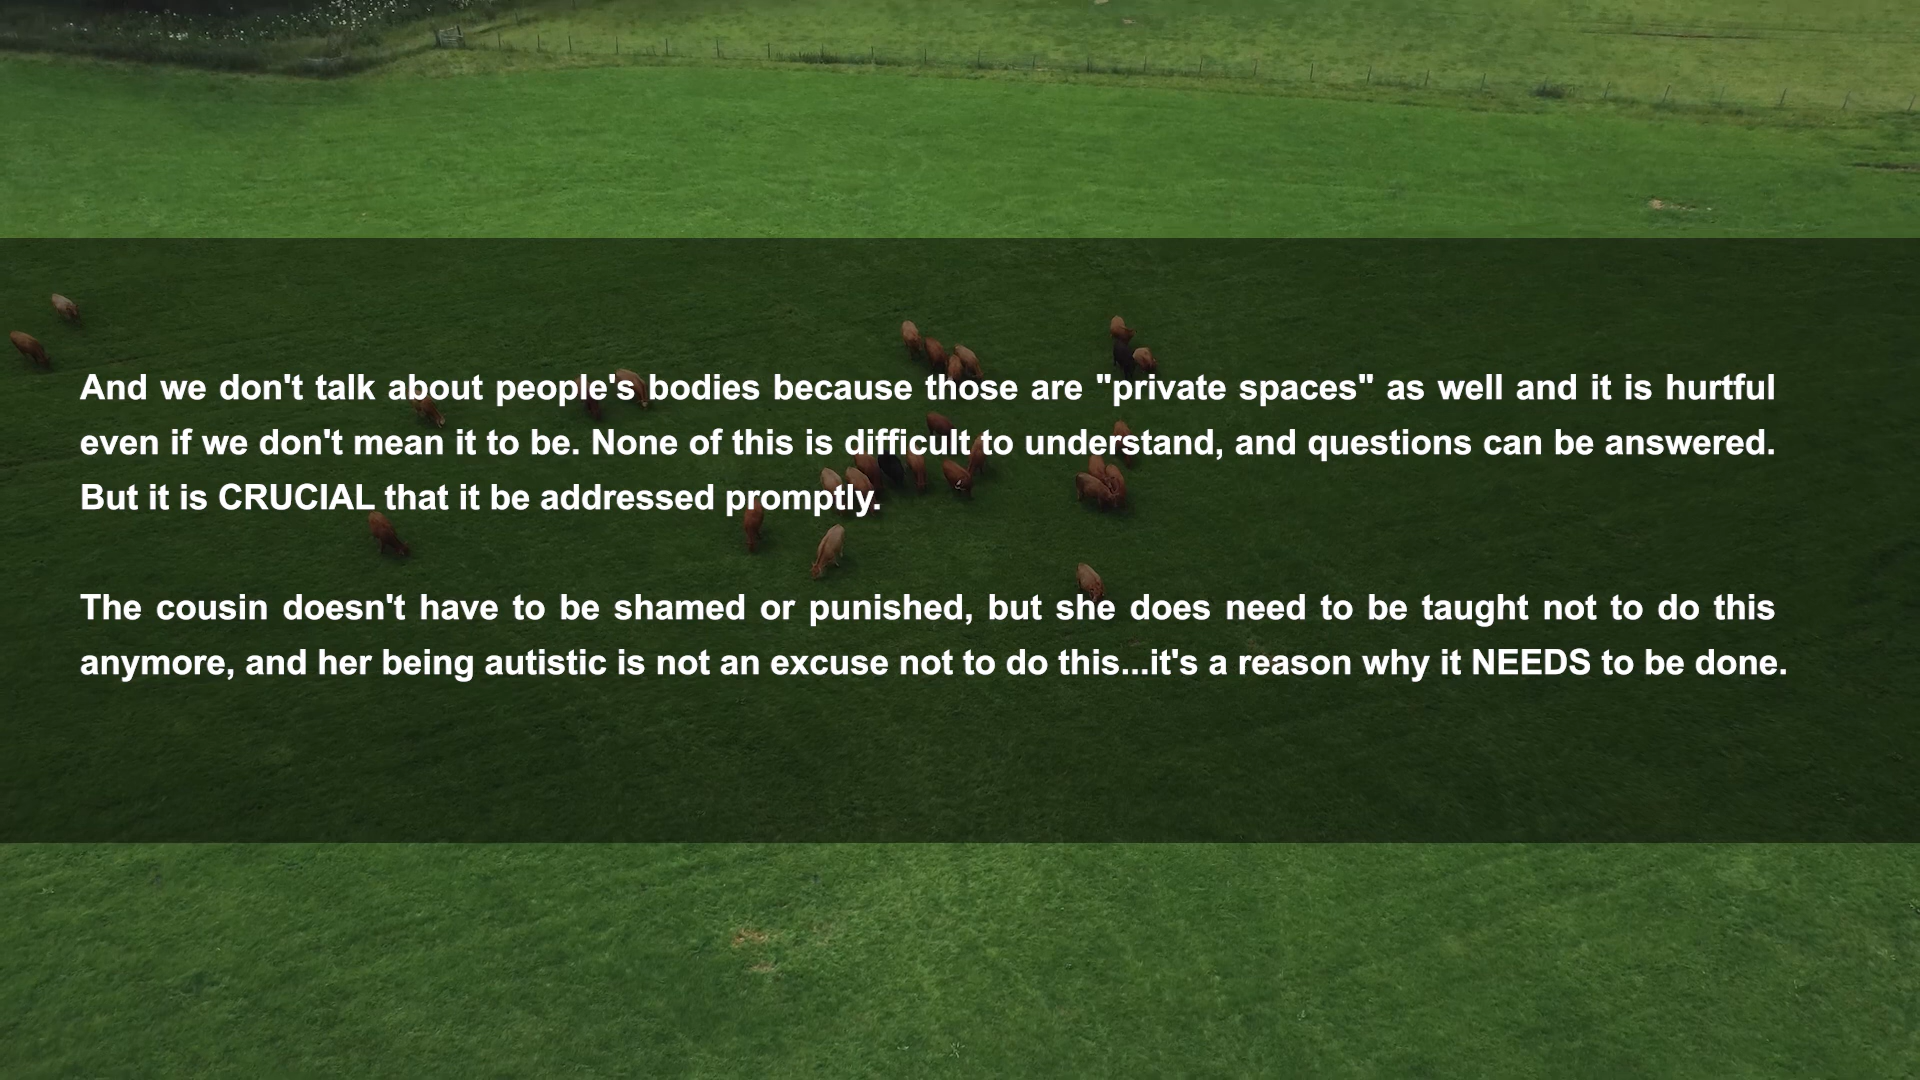 And we don't talk about people's bodies because those are "private spaces" as well and it is hurtful
even if we don't mean it to be. None of this is difficult to understand, and questions can be answered.
But it is CRUCIAL that it be addressed promptly.
The cousin doesn't have to be shamed or punished, but she does need to be taught not to do this
anymore, and her being autistic is not an excuse not to do this...it's a reason why it NEEDS to be done.